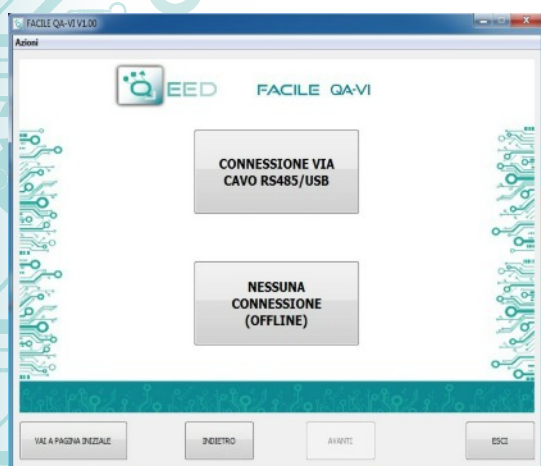 FACILE QA-VI V1.00
Azioni
QEED FACILE QA-VI
CONNESSIONE VIA
CAVO RS485/USB
NESSUNA
CONNESSIONE
(OFFLINE)
VAI A PAGINA INIZIALE INDIETRO AVANTI ESCI